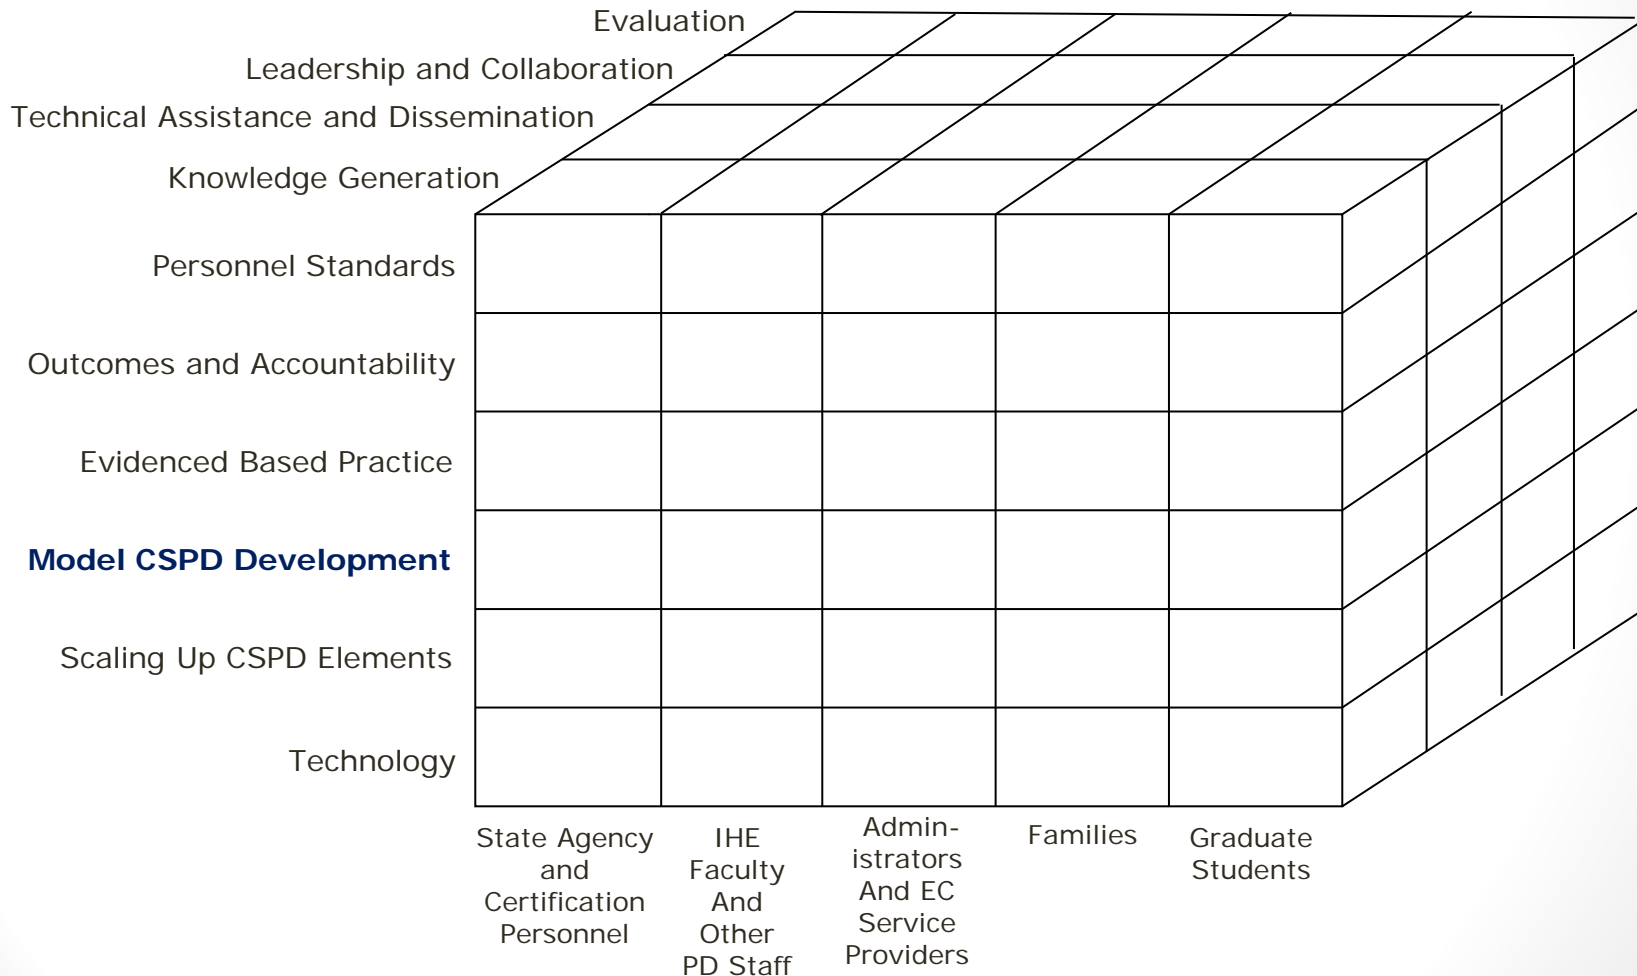 Evaluation
Leadership and Collaboration
Technical Assistance and Dissemination
Knowledge Generation
Personnel Standards
Outcomes and Accountability
Evidenced Based Practice
Model CSPD Development
Scaling Up CSPD Elements
Technology
State Agency
and
Certification
Personnel
IHE
Faculty
And
Other
PD Staff
Admin-
istrators
And EC
Service
Providers
Families
Graduate
Students